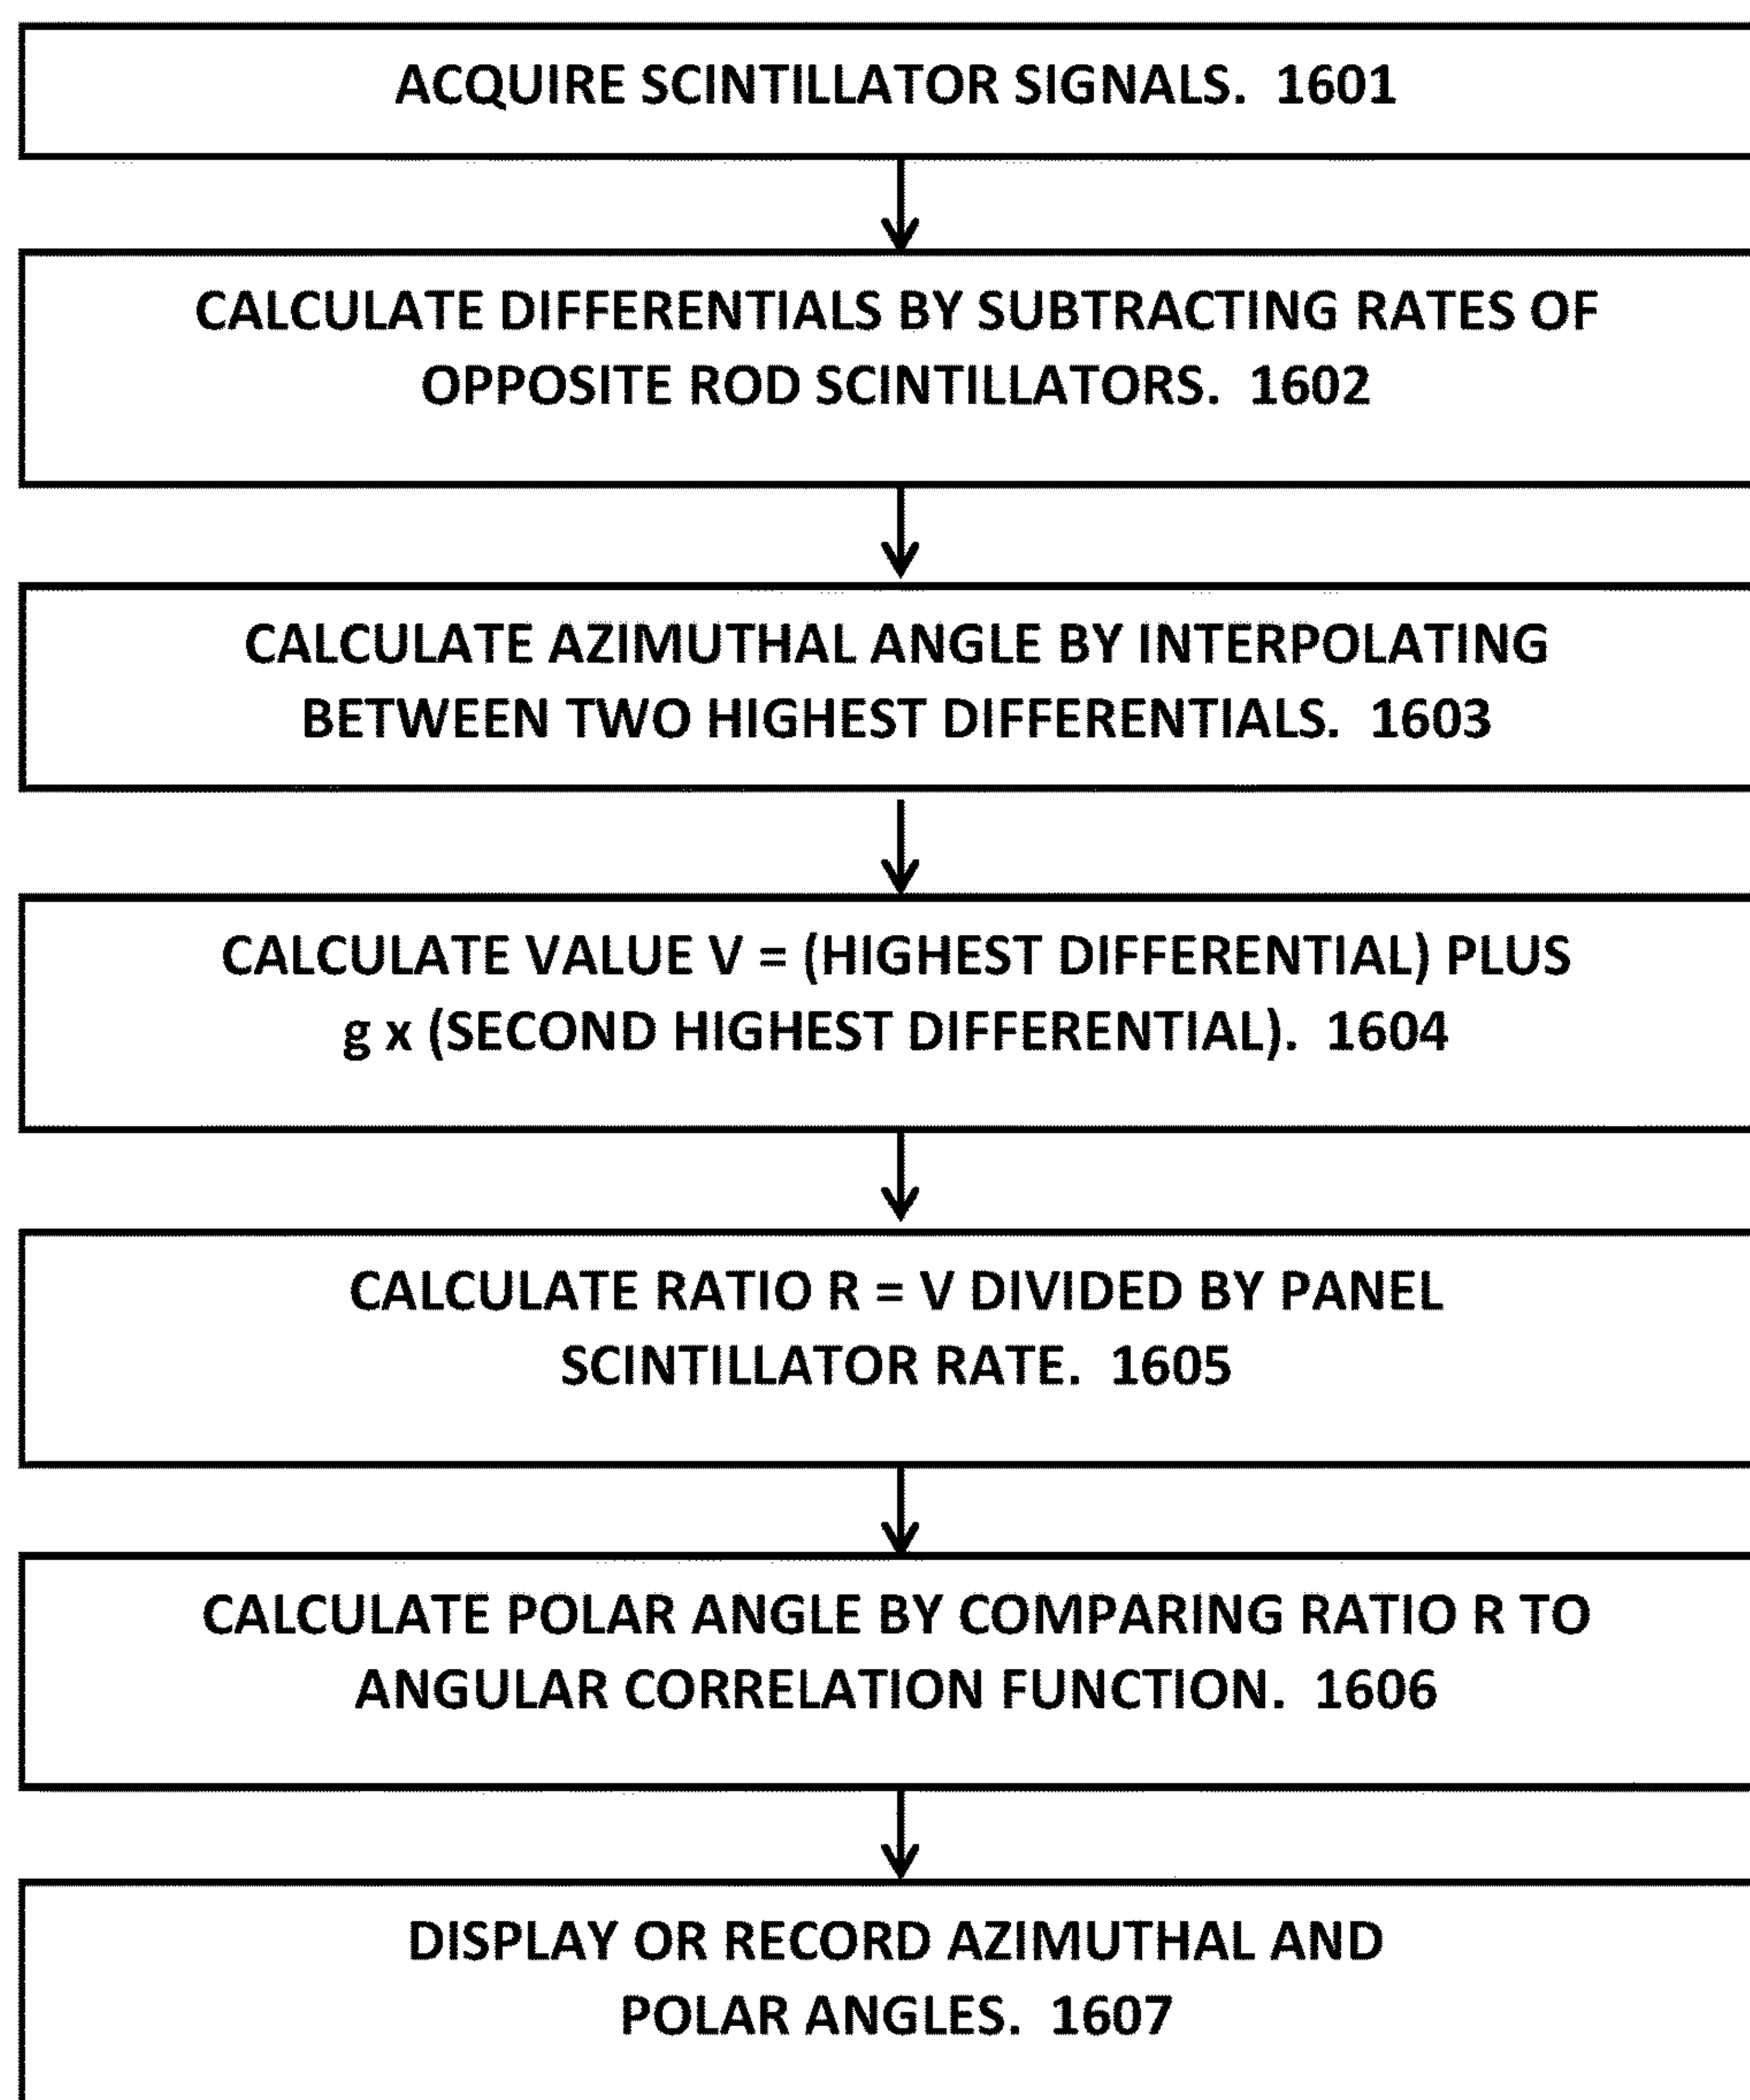 ACQUIRE SCINTILLATOR SIGNALS. 1601
CALCULATE DIFFERENTIALS BY SUBTRACTING RATES OF
OPPOSITE ROD SCINTILLATORS. 1602
CALCULATE AZIMUTHAL ANGLE BY INTERPOLATING
BETWEEN TWO HIGHEST DIFFERENTIALS. 1603
CALCULATE VALUE V = (HIGHEST DIFFERENTIAL) PLUS
g x (SECOND HIGHEST DIFFERENTIAL). 1604
CALCULATE RATIO R = V DIVIDED BY PANEL
SCINTILLATOR RATE. 1605
CALCULATE POLAR ANGLE BY COMPARING RATIO R TO
ANGULAR CORRELATION FUNCTION. 1606
DISPLAY OR RECORD AZIMUTHAL AND
POLAR ANGLES. 1607